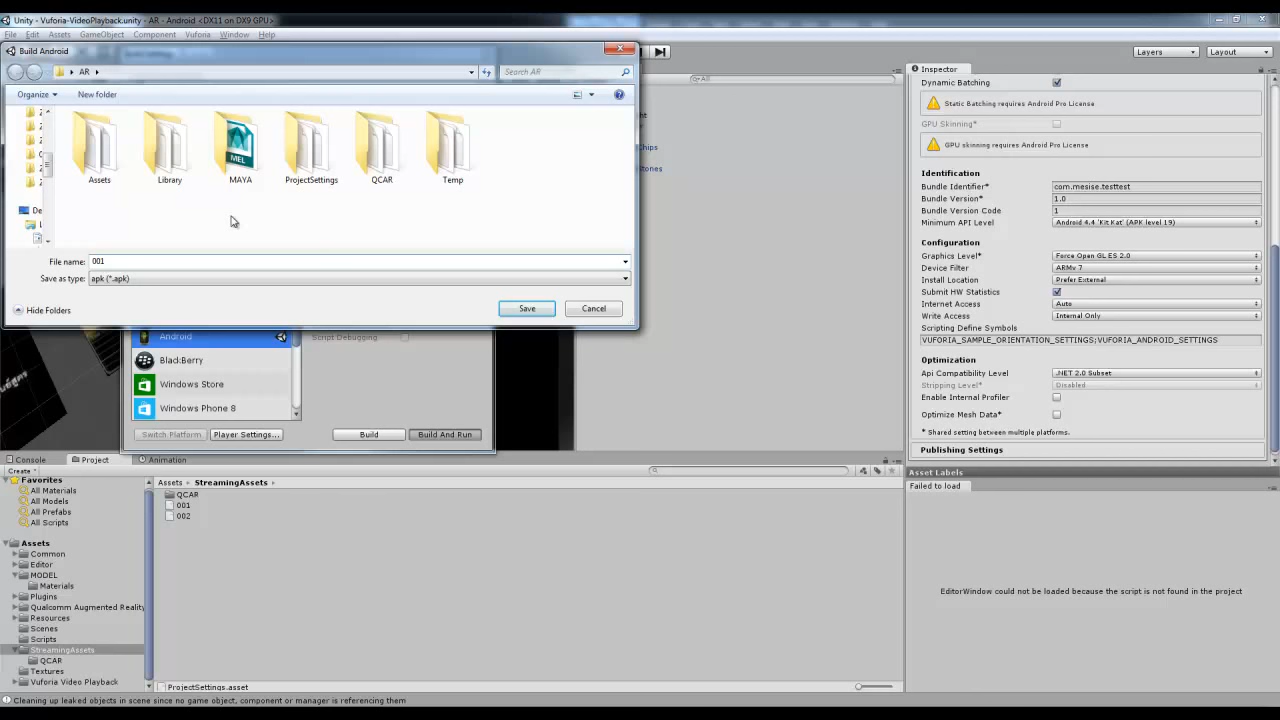 Unity - Vuforia-VideoPlayback.unity - AR - Android <DX11 on DX9 GPU>
File Edit Assets GameObject Component Vuforia Window Help
Build Android
Layers
Layout
AR
Search AR
Organize
New folder
Assets
Library
MAYA
MEL
ProjectSettings
QCAR
Temp
File name: 001
Save as type: apk (*.apk)
Hide Folders
Save
Cancel
Chips
Android
Script Debugging
BlackBerry
Windows Store
Windows Phone 8
Switch Platform
Player Settings...
Build
Build And Run
Inspector
Dynamic Batching
Static Batching requires Android Pro License
GPU Skinning*
GPU skinning requires Android Pro License
Identification
Bundle Identifier* com.mesise.testtest
Bundle Version* 1.0
Bundle Version Code 1
Minimum API Level Android 4.4 'Kit Kat' (API level 19)
Configuration
Graphics Level* Force Open GL ES 2.0
Device Filter ARMv 7
Install Location Prefer External
Submit HW Statistics
Internet Access Auto
Write Access Internal Only
Scripting Define Symbols
VUFORIA_SAMPLE_ORIENTATION_SETTINGS;VUFORIA_ANDROID_SETTINGS
Optimization
Api Compatibility Level .NET 2.0 Subset
Stripping Level* Disabled
Enable Internal Profiler
Optimize Mesh Data*
* Shared setting between multiple platforms.
Publishing Settings
Asset Labels
Failed to load
EditorWindow could not be loaded because the script is not found in the project
Console
Project
Animation
Create
Favorites
All Materials
All Models
All Prefabs
All Scripts
Assets
Common
Editor
MODEL
Materials
Plugins
Qualcomm Augmented Reality
Resources
Scenes
Scripts
StreamingAssets
QCAR
Textures
Vuforia Video Playback
Assets StreamingAssets
QCAR
001
002
ProjectSettings.asset
Cleaning up leaked objects in scene since no game object, component or manager is referencing them